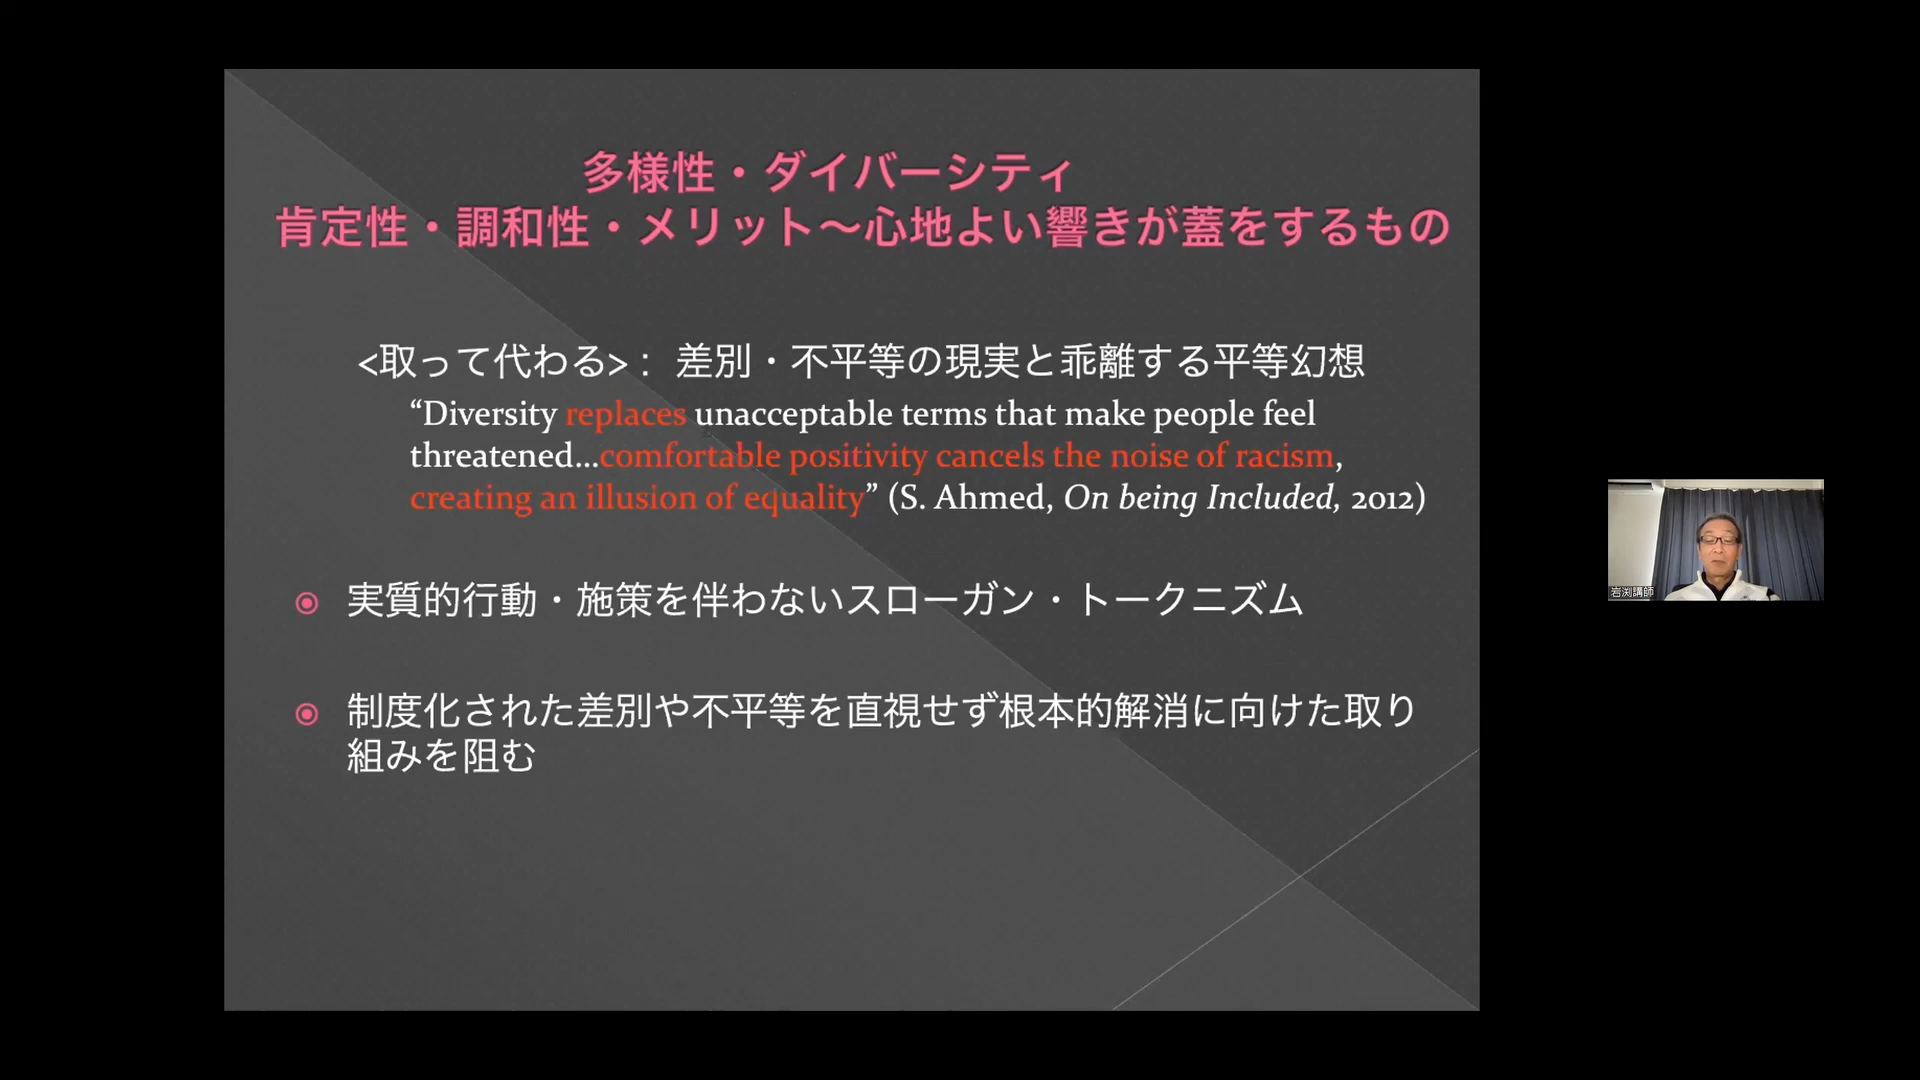 多様性・ダイバーシティ
肯定性・調和性・メリット～心地よい響きが蓋をするもの
<取って代わる>： 差別・不平等の現実と乖離する平等幻想
“Diversity replaces unacceptable terms that make people feel
threatened...comfortable positivity cancels the noise of racism,
creating an illusion of equality” (S. Ahmed, On being Included, 2012)
実質的行動・施策を伴わないスローガン・トークニズム
制度化された差別や不平等を直視せず根本的解消に向けた取り
組みを阻む
岩渕講師